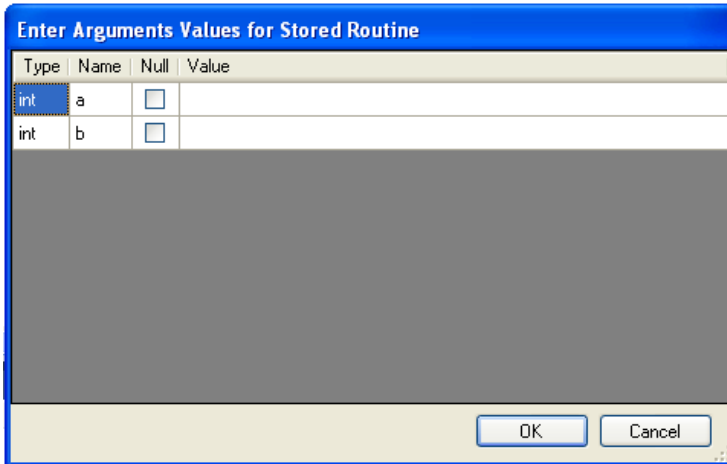 Enter Arguments Values for Stored Routine
Type Name Null Value
int a
int b
OK Cancel